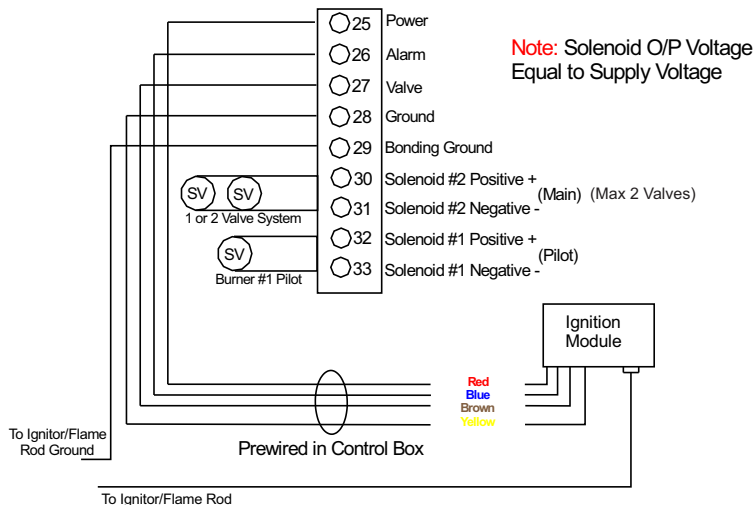 25 Power
26 Alarm
27 Valve
28 Ground
29 Bonding Ground
30 Solenoid #2 Positive +
31 Solenoid #2 Negative -
(Main) (Max 2 Valves)
32 Solenoid #1 Positive +
33 Solenoid #1 Negative -
(Pilot)
Note: Solenoid O/P Voltage
Equal to Supply Voltage
SV SV
1 or 2 Valve System
SV
Burner #1 Pilot
Ignition
Module
Red
Blue
Brown
Yellow
Prewired in Control Box
To Ignitor/Flame
Rod Ground
To Ignitor/Flame Rod